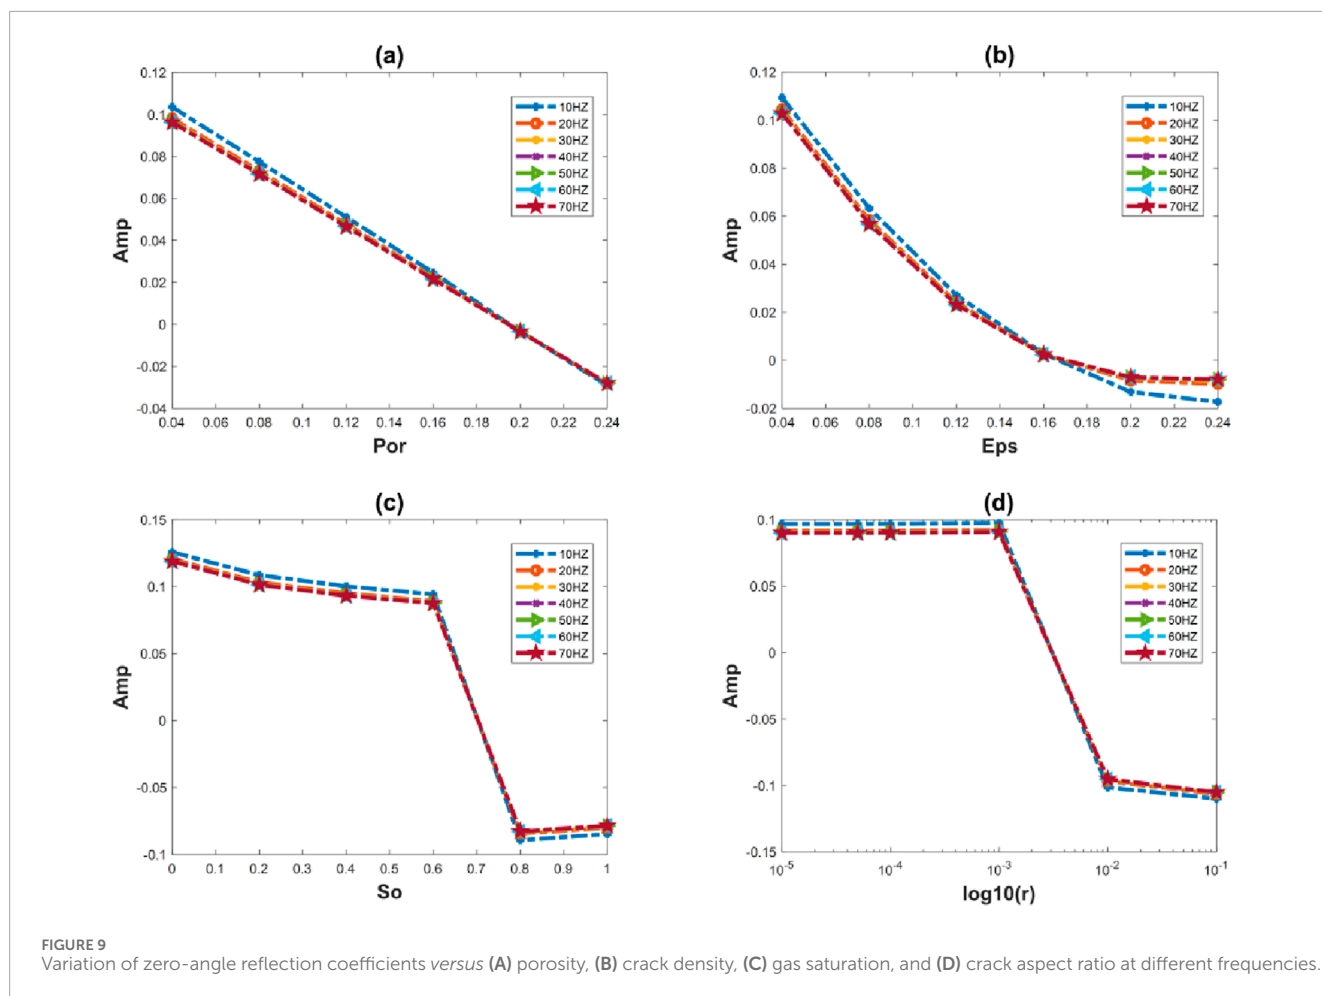 (a)
0.12
0.1
0.08
0.06
0.04
0.02
0
-0.02
-0.04
Amp
0.04 0.06 0.08 0.10 0.12 0.14 0.16 0.18 0.20 0.22 0.24
Por
10HZ
20HZ
30HZ
40HZ
50HZ
60HZ
70HZ
(b)
0.12
0.1
0.08
0.06
0.04
0.02
0
-0.02
Amp
0.04 0.06 0.08 0.10 0.12 0.14 0.16 0.18 0.2 0.22 0.24
Eps
10HZ
20HZ
30HZ
40HZ
50HZ
60HZ
70HZ
(c)
0.15
0.1
0.05
0
-0.05
-0.1
Amp
0 0.1 0.2 0.3 0.4 0.5 0.6 0.7 0.8 0.9 1
So
10HZ
20HZ
30HZ
40HZ
50HZ
60HZ
70HZ
(d)
0.1
0.05
0
-0.05
-0.1
-0.15
Amp
10⁻⁵ 10⁻⁴ 10⁻³ 10⁻² 10⁻¹
log10(r)
10HZ
20HZ
30HZ
40HZ
50HZ
60HZ
70HZ
FIGURE 9
Variation of zero-angle reflection coefficients versus (A) porosity, (B) crack density, (C) gas saturation, and (D) crack aspect ratio at different frequencies.